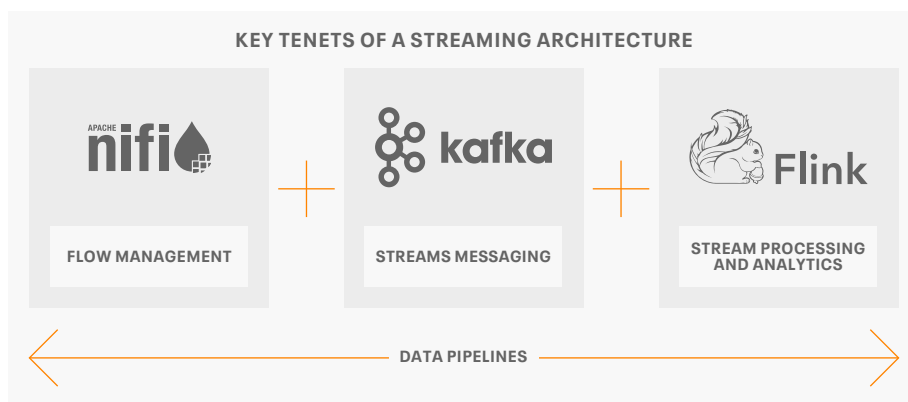 KEY TENETS OF A STREAMING ARCHITECTURE
APACHE
nifi
kafka
Flink
FLOW MANAGEMENT
STREAMS MESSAGING
STREAM PROCESSING
AND ANALYTICS
DATA PIPELINES